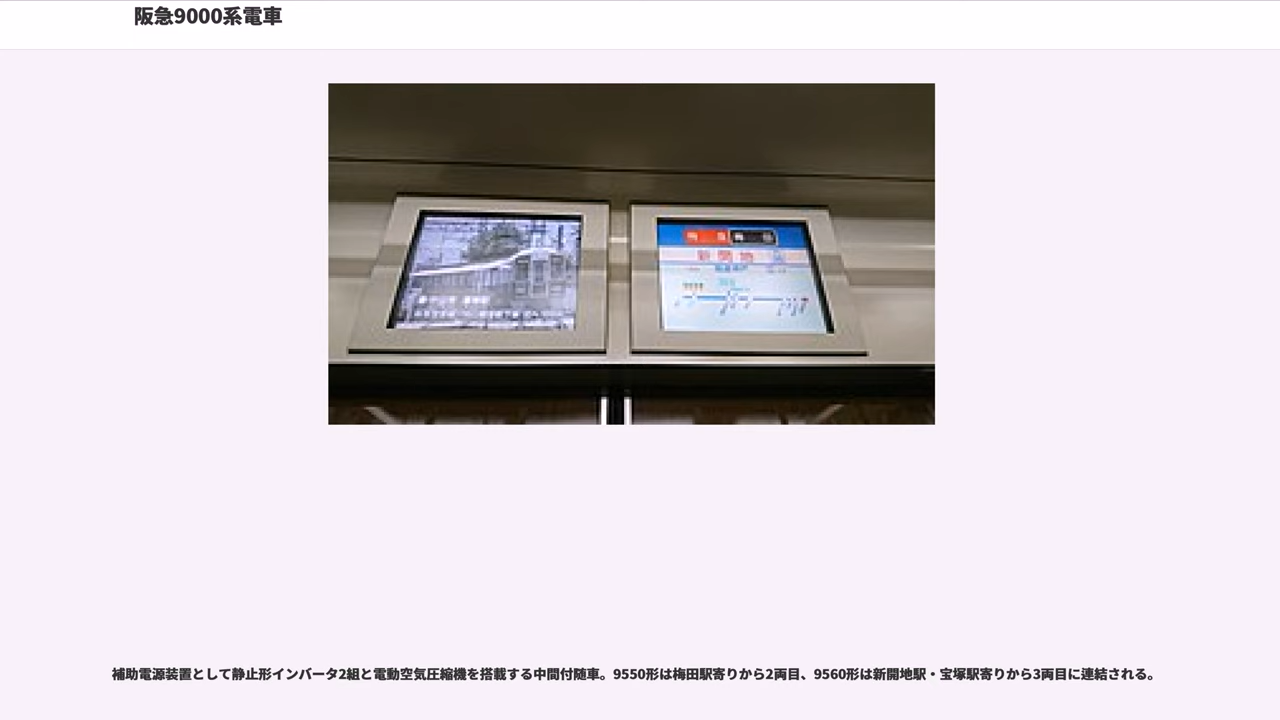 阪急9000系電車
新開地
補助電源装置として静止形インバータ2組と電動空気圧縮機を搭載する中間付随車。9550形は梅田駅寄りから2両目、9560形は新開地駅・宝塚駅寄りから3両目に連結される。